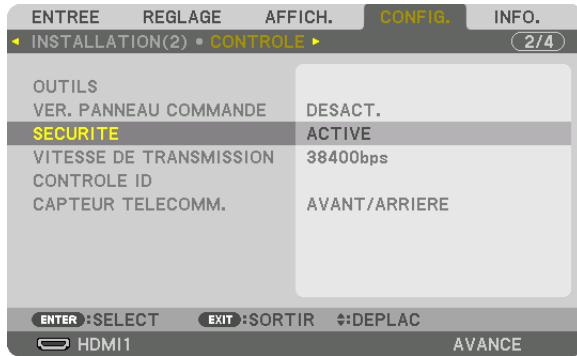 ENTREE REGLAGE AFFICH. CONFIG. INFO.
INSTALLATION(2) • CONTROLE 2/4
OUTILS
VER. PANNEAU COMMANDE DESACT.
SECURITE ACTIVE
VITESSE DE TRANSMISSION 38400bps
CONTROLE ID
CAPTEUR TELECOMM. AVANT/ARRIERE
ENTER :SELECT EXIT :SORTIR :DEPLAC
HDMI1 AVANCE